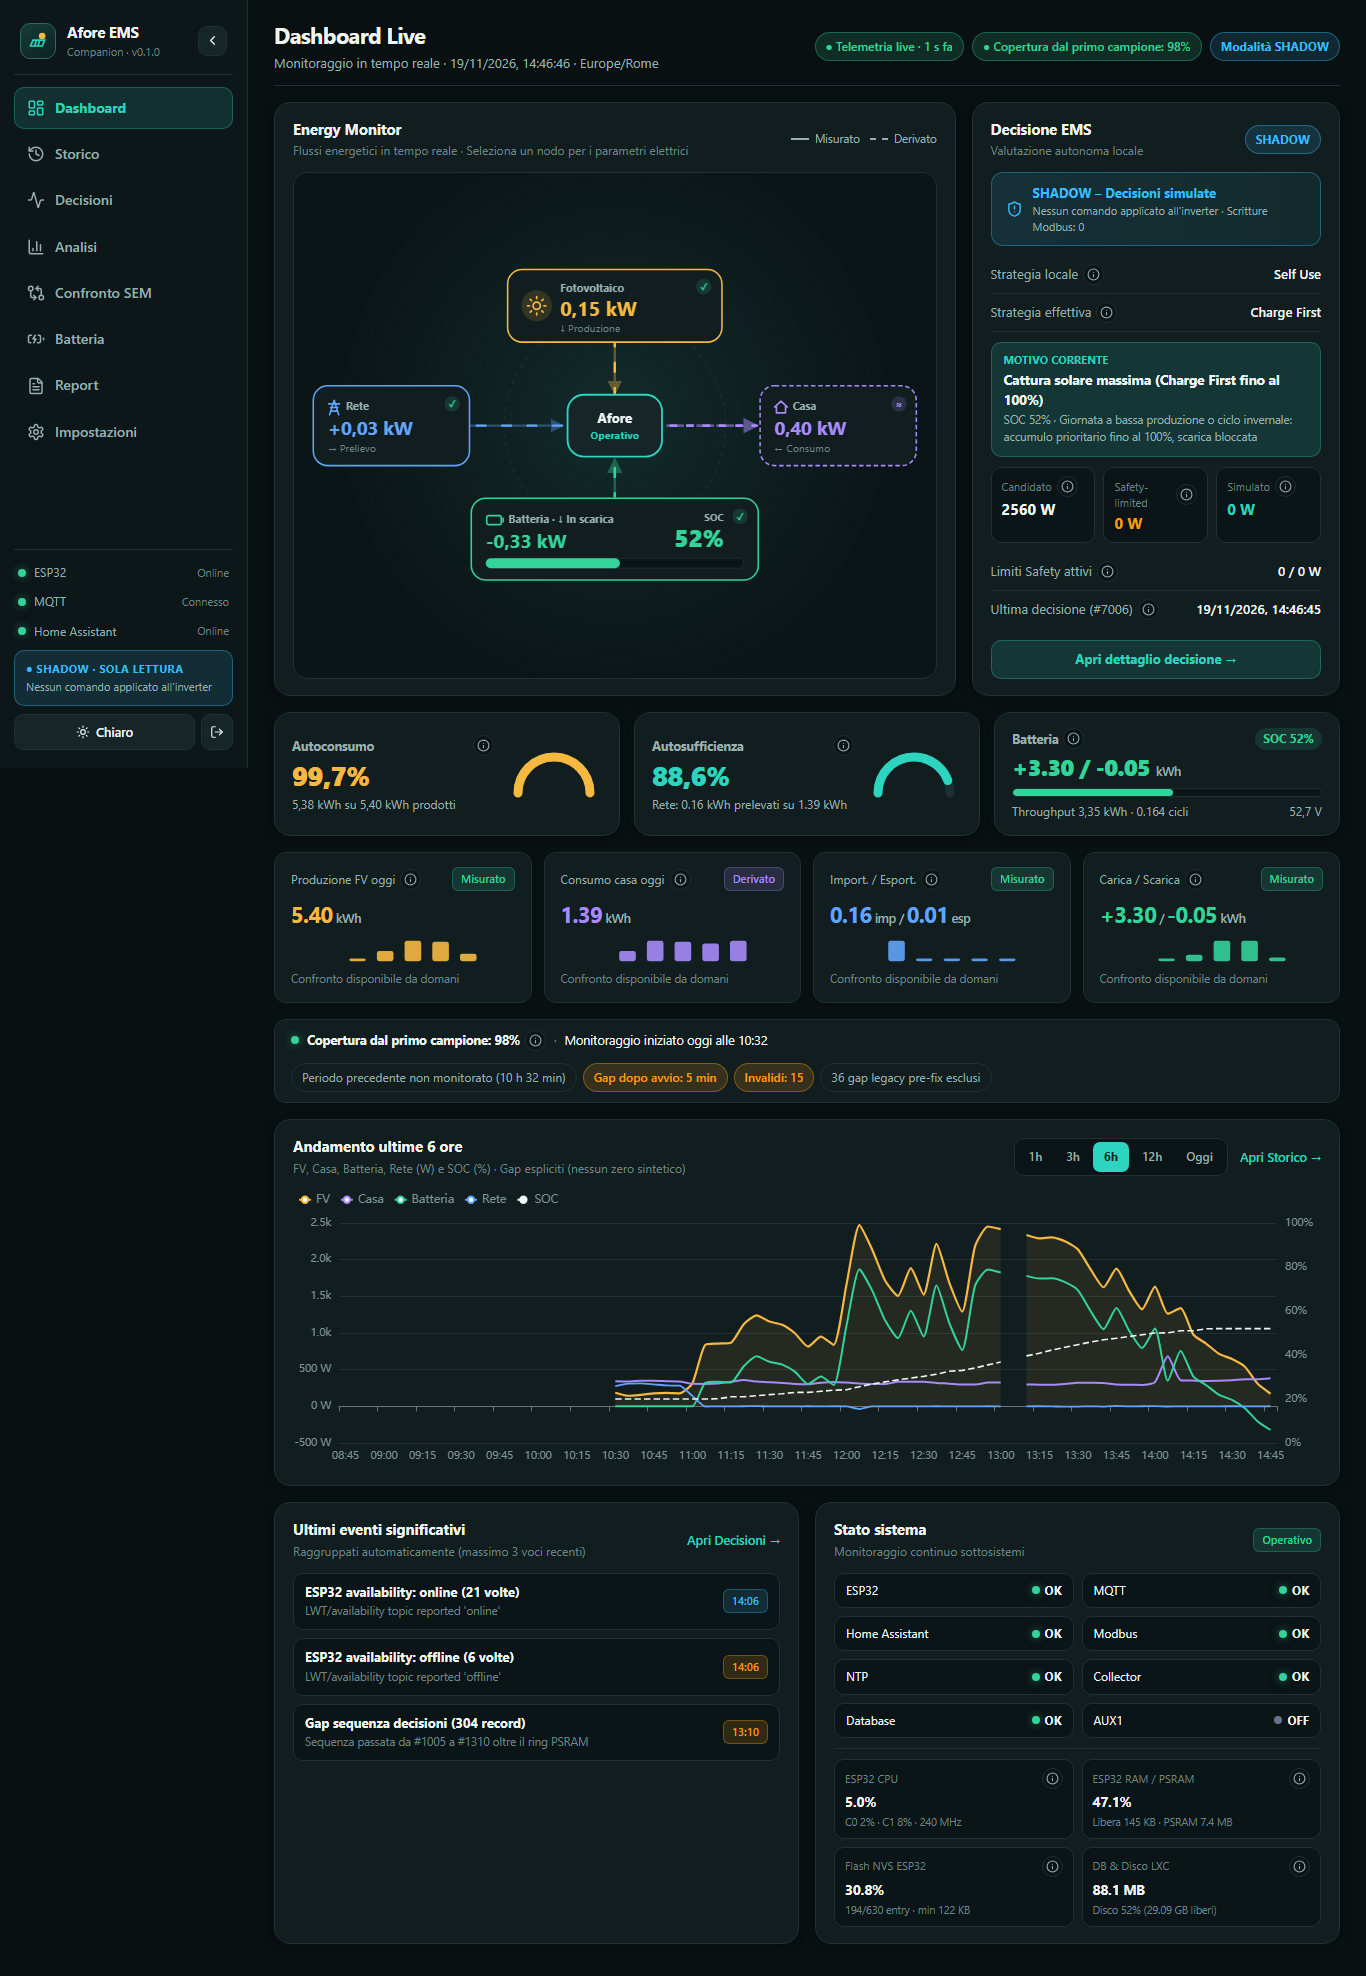 Afore EMS
Companion · v0.1.0
Dashboard
Storico
Decisioni
Analisi
Confronto SEM
Batteria
Report
Impostazioni
ESP32 Online
MQTT Connesso
Home Assistant Online
● SHADOW · SOLA LETTURA
Nessun comando applicato all'inverter
Chiaro
Dashboard Live
Monitoraggio in tempo reale · 19/11/2026, 14:46:46 · Europe/Rome
● Telemetria live · 1 s fa
● Copertura dal primo campione: 98%
Modalità SHADOW
Energy Monitor
Flussi energetici in tempo reale · Seleziona un nodo per i parametri elettrici
Misurato Derivato
Fotovoltaico ✓
0,15 kW
↓ Produzione
Rete ✓
+0,03 kW
→ Prelievo
Afore
Operativo
Casa ≈
0,40 kW
← Consumo
Batteria · ↓ In scarica SOC ✓
-0,33 kW 52%
Decisione EMS
Valutazione autonoma locale
SHADOW
SHADOW – Decisioni simulate
Nessun comando applicato all'inverter · Scritture
Modbus: 0
Strategia locale Self Use
Strategia effettiva Charge First
MOTIVO CORRENTE
Cattura solare massima (Charge First fino al
100%)
SOC 52% · Giornata a bassa produzione o ciclo invernale:
accumulo prioritario fino al 100%, scarica bloccata
Candidato
2560 W
Safety-
limited
0 W
Simulato
0 W
Limiti Safety attivi 0 / 0 W
Ultima decisione (#7006) 19/11/2026, 14:46:45
Apri dettaglio decisione →
Autoconsumo
99,7%
5,38 kWh su 5,40 kWh prodotti
Autosufficienza
88,6%
Rete: 0.16 kWh prelevati su 1.39 kWh
Batteria SOC 52%
+3.30 / -0.05 kWh
Throughput 3,35 kWh · 0.164 cicli 52,7 V
Produzione FV oggi Misurato
5.40 kWh
Confronto disponibile da domani
Consumo casa oggi Derivato
1.39 kWh
Confronto disponibile da domani
Import. / Esport. Misurato
0.16 imp / 0.01 esp
Confronto disponibile da domani
Carica / Scarica Misurato
+3.30 / -0.05 kWh
Confronto disponibile da domani
Copertura dal primo campione: 98% · Monitoraggio iniziato oggi alle 10:32
Periodo precedente non monitorato (10 h 32 min) Gap dopo avvio: 5 min Invalidi: 15 36 gap legacy pre-fix esclusi
Andamento ultime 6 ore
FV, Casa, Batteria, Rete (W) e SOC (%) · Gap espliciti (nessun zero sintetico)
1h 3h 6h 12h Oggi Apri Storico →
FV Casa Batteria Rete SOC
2.5k 100%
2.0k 80%
1.5k 60%
1.0k 40%
500 W 20%
0 W
-500 W 0%
08:45 09:00 09:15 09:30 09:45 10:00 10:15 10:30 10:45 11:00 11:15 11:30 11:45 12:00 12:15 12:30 12:45 13:00 13:15 13:30 13:45 14:00 14:15 14:30 14:45
Ultimi eventi significativi
Raggruppati automaticamente (massimo 3 voci recenti)
Apri Decisioni →
ESP32 availability: online (21 volte)
LWT/availability topic reported 'online'
14:06
ESP32 availability: offline (6 volte)
LWT/availability topic reported 'offline'
14:06
Gap sequenza decisioni (304 record)
Sequenza passata da #1005 a #1310 oltre il ring PSRAM
13:10
Stato sistema
Monitoraggio continuo sottosistemi
Operativo
ESP32 OK
MQTT OK
Home Assistant OK
Modbus OK
NTP OK
Collector OK
Database OK
AUX1 OFF
ESP32 CPU
5.0%
C0 2% · C1 8% · 240 MHz
ESP32 RAM / PSRAM
47.1%
Libera 145 KB · PSRAM 7.4 MB
Flash NVS ESP32
30.8%
194/630 entry · min 122 KB
DB & Disco LXC
88.1 MB
Disco 52% (29.09 GB liberi)